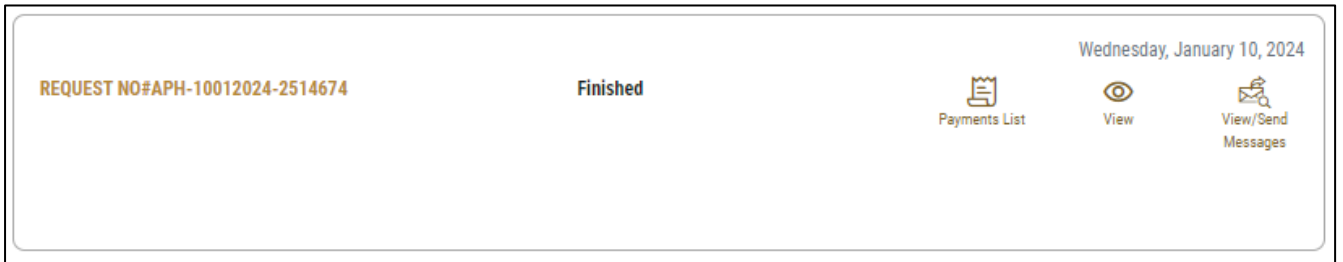 Wednesday, January 10, 2024
REQUEST NO#APH-10012024-2514674
Finished
Payments List
View
View/Send
Messages